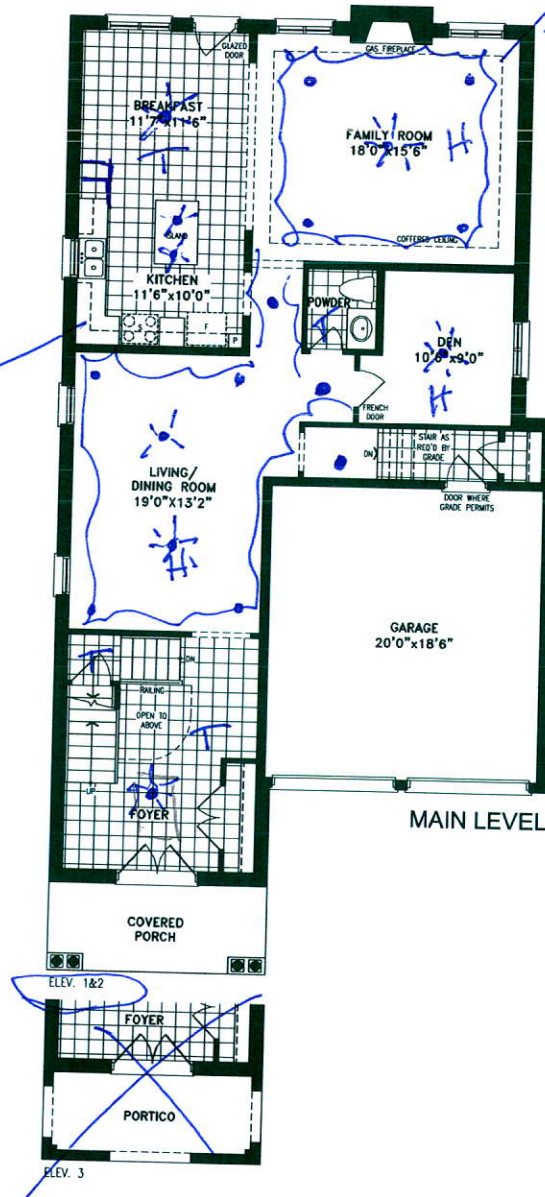 GLAZED
DOOR
GAS FIREPLACE
BREAKFAST
11'7"x11'6"
T
FAMILY ROOM
18'0"x15'6"
H
ISLAND
COFFERED CEILING
KITCHEN
11'6"x10'0"
S
F
P
POWDER
T
DEN
10'6"x9'0"
H
FRENCH
DOOR
DN
STAIR AS
REQ'D BY
GRADE
LIVING/
DINING ROOM
19'0"X13'2"
H
DOOR WHERE
GRADE PERMITS
GARAGE
20'0"x18'6"
T
DN
RAILING
OPEN TO
ABOVE
T
UP
FOYER
MAIN LEVEL
COVERED
PORCH
ELEV. 1&2
FOYER
PORTICO
ELEV. 3